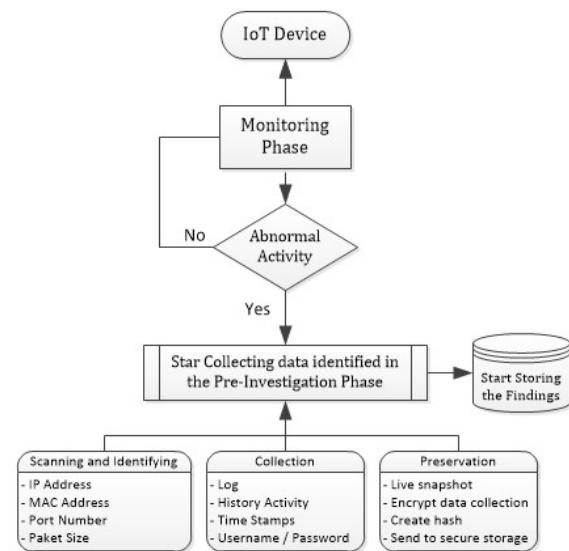 IoT Device
Monitoring
Phase
No
Abnormal
Activity
Yes
Star Collecting data identified in
the Pre-Investigation Phase
Start Storing
the Findings
Scanning and Identifying
- IP Address
- MAC Address
- Port Number
- Paket Size
Collection
- Log
- History Activity
- Time Stamps
- Username / Password
Preservation
- Live snapshot
- Encrypt data collection
- Create hash
- Send to secure storage